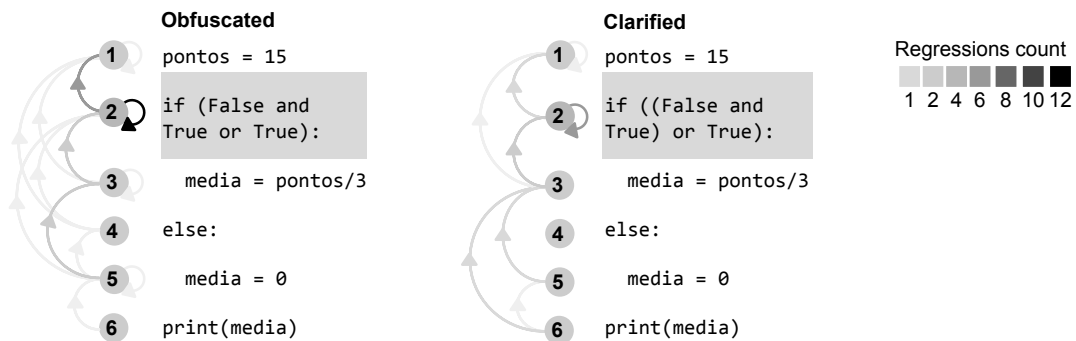 Obfuscated
1 pontos = 15
2 if (False and
True or True):
3 media = pontos/3
4 else:
5 media = 0
6 print(media)
Clarified
1 pontos = 15
2 if ((False and
True) or True):
3 media = pontos/3
4 else:
5 media = 0
6 print(media)
Regressions count
1 2 4 6 8 10 12